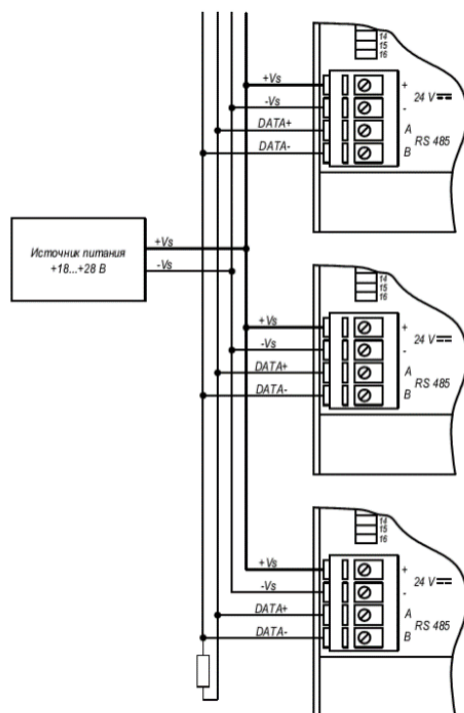 14
15
16
+Vs
+
-Vs
24 V
-
DATA+
A
RS 485
DATA-
B
Источник питания
+18...+28 В
+Vs
-Vs
14
15
16
+Vs
+
-Vs
24 V
-
DATA+
A
RS 485
DATA-
B
14
15
16
+Vs
+
-Vs
24 V
-
DATA+
A
RS 485
DATA-
B